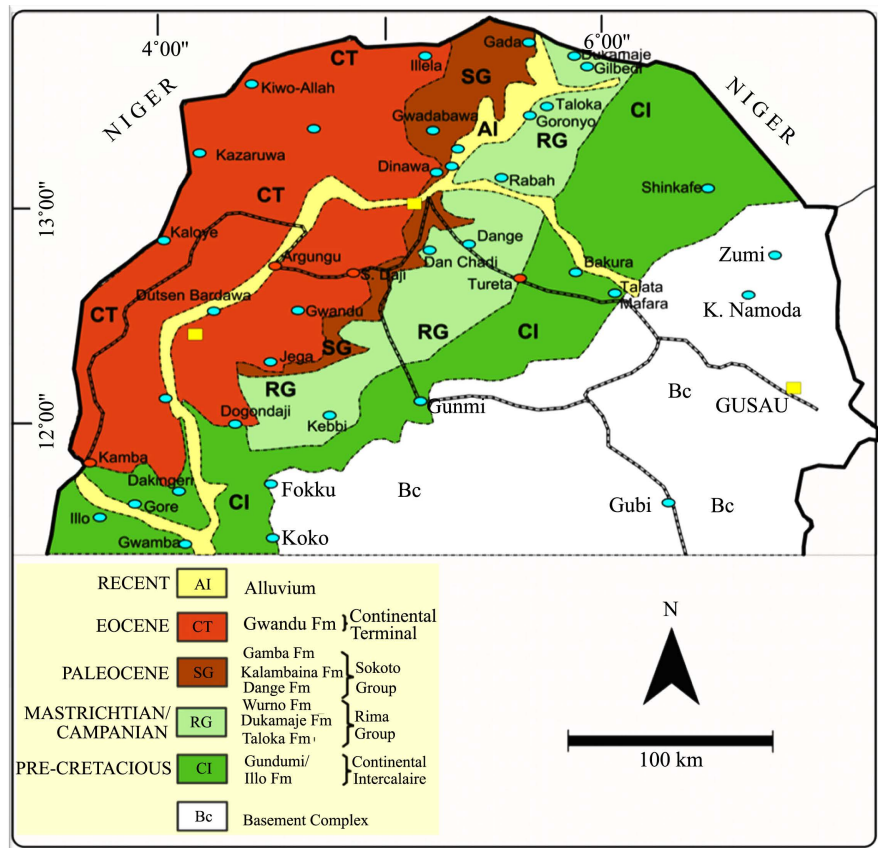 4°00"
6°00"
NIGER
NIGER
13°00"
12°00"
CT
Illela
Gada
SG
Dukamaje
Gilbedi
Kiwo-Allah
Gwadabawa
AI
Taloka
Goronyo
RG
CI
Kazaruwa
Dinawa
Rabah
Shinkafe
CT
Kaloye
Dange
Dan Chadi
Argungu
S. Daji
Tureta
Bakura
Zumi
Talata
Mafara
K. Namoda
Dutsen Bardawa
Gwandu
CT
RG
CI
SG
Jega
RG
Bc
GUSAU
Gunmi
Dogondaji
Kebbi
Kamba
Dakingeri
Fokku
Bc
CI
Gore
Illo
Gubi
Bc
Gwamba
Koko
RECENT AI Alluvium
EOCENE CT Gwandu Fm } Continental
Terminal
Gamba Fm
PALEOCENE SG Kalambaina Fm } Sokoto
Dange Fm Group
MASTRICHTIAN/ Wurno Fm
RG Dukamaje Fm } Rima
CAMPANIAN Taloka Fm Group
PRE-CRETACIOUS CI Gundumi/ } Continental
Illo Fm Intercalaire
Bc Basement Complex
N
100 km